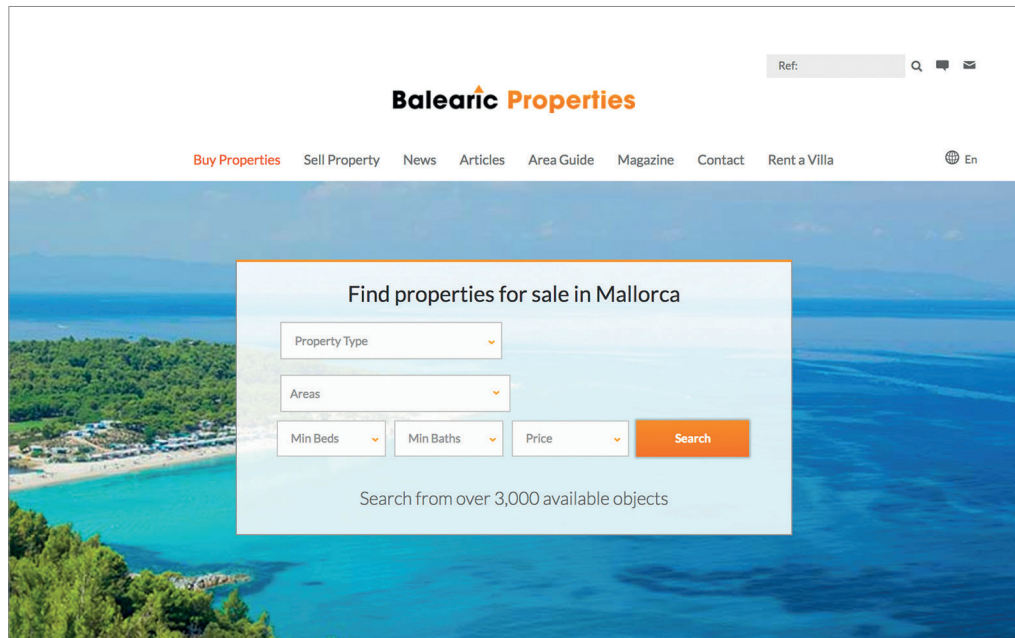 Ref:
Balearic Properties
Buy Properties Sell Property News Articles Area Guide Magazine Contact Rent a Villa En
Find properties for sale in Mallorca
Property Type
Areas
Min Beds Min Baths Price Search
Search from over 3,000 available objects